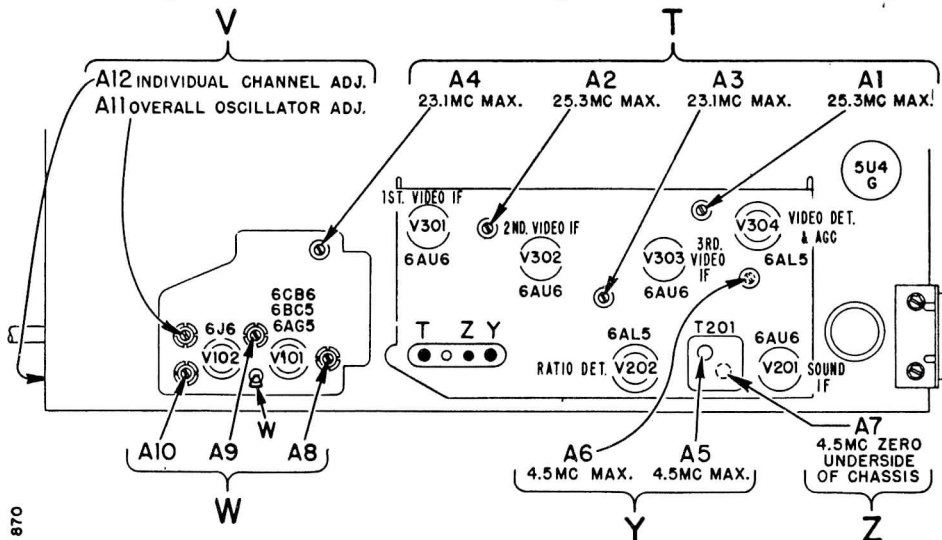 V
T
A12 INDIVIDUAL CHANNEL ADJ.
A11 OVERALL OSCILLATOR ADJ.
A4
23.1MC MAX.
A2
25.3MC MAX.
A3
23.1MC MAX.
A1
25.3MC MAX.
5U4
G
1ST. VIDEO IF
V301
6AU6
2ND. VIDEO IF
V302
6AU6
V303
6AU6
3RD.
VIDEO
IF
V304
6AL5
VIDEO DET.
& AGC
6CB6
6BC5
6AG5
6J6
V102
V101
W
T Z Y
6AL5
RATIO DET.
V202
T201
6AU6
V201
SOUND
IF
A10
A9
A8
W
A6
4.5MC MAX.
A5
4.5MC MAX.
Y
A7
4.5MC ZERO
UNDERSIDE
OF CHASSIS
Z
870